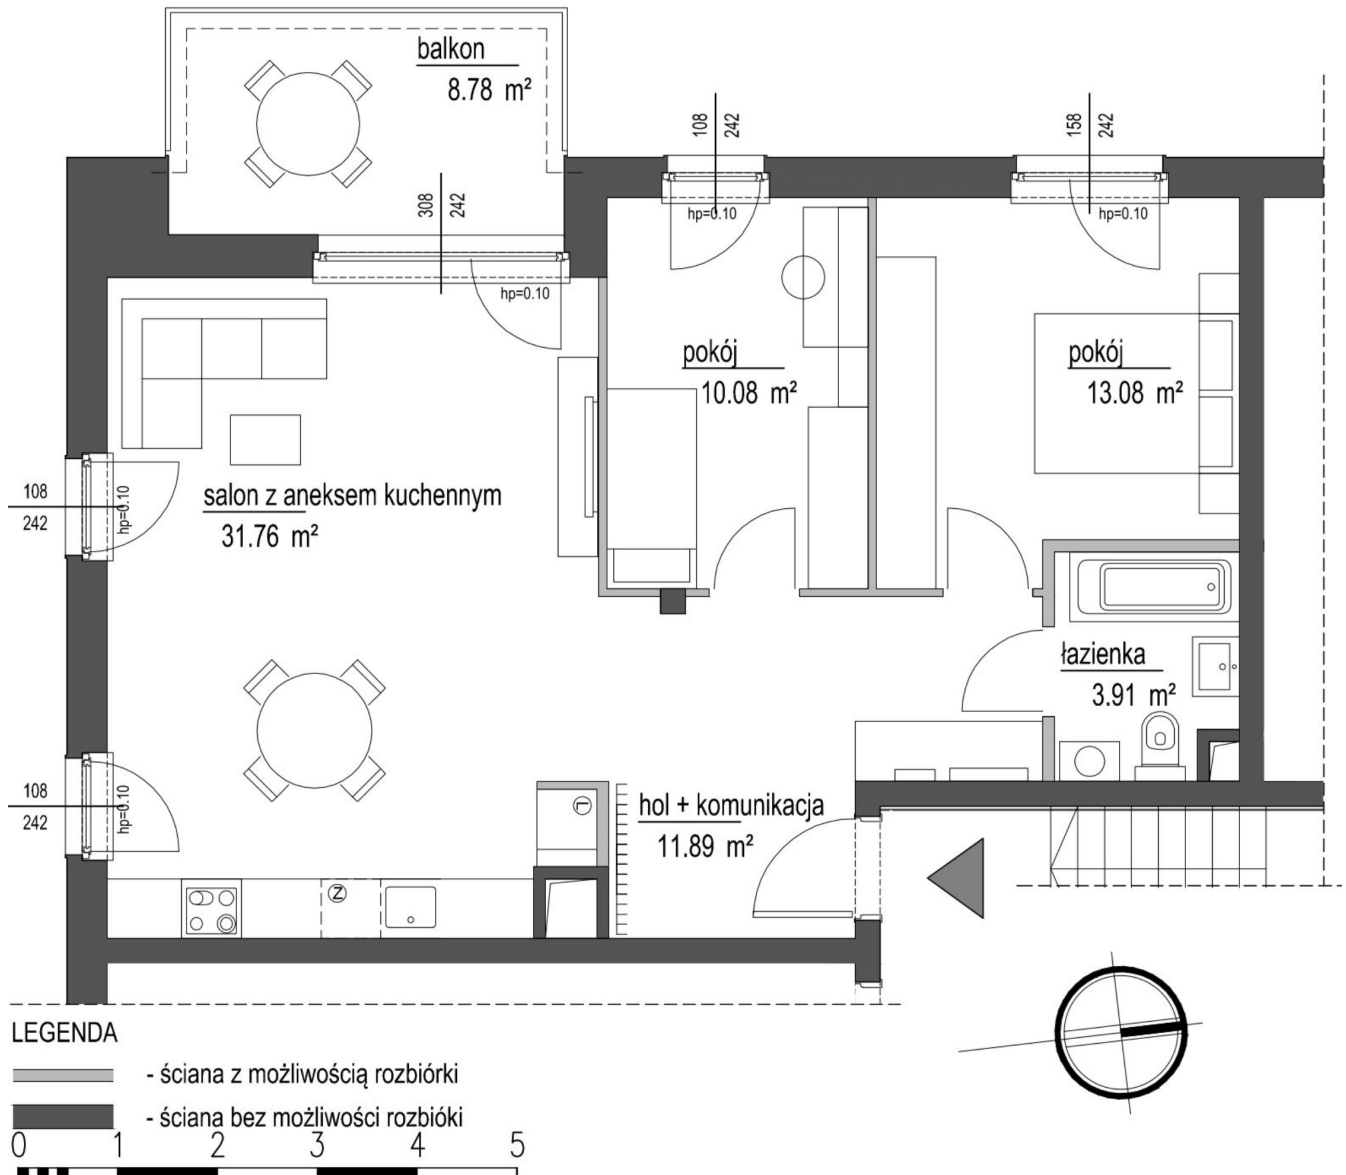 balkon
8.78 m²
108
242
158
242
308
242
hp=0.10
hp=0.10
hp=0.10
pokój
10.08 m²
pokój
13.08 m²
108
242
hp=0.10
salon z aneksem kuchennym
31.76 m²
łazienka
3.91 m²
108
242
hp=0.10
L
hol + komunikacja
11.89 m²
Z
LEGENDA
- ściana z możliwością rozbiórki
- ściana bez możliwości rozbióki
0 1 2 3 4 5